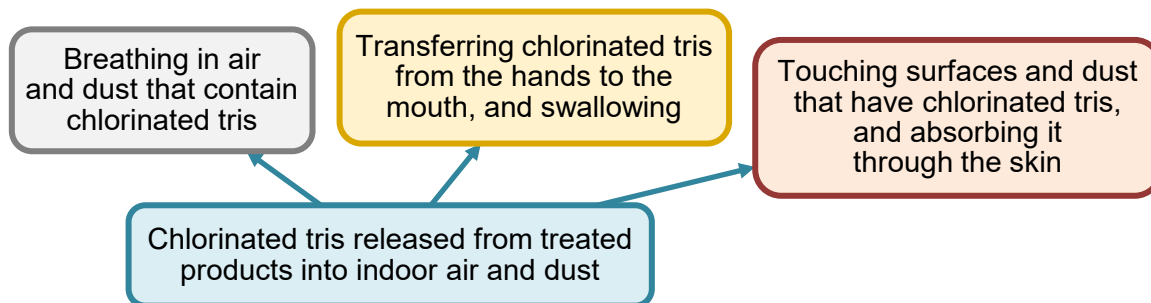 Breathing in air
and dust that contain
chlorinated tris
Transferring chlorinated tris
from the hands to the
mouth, and swallowing
Touching surfaces and dust
that have chlorinated tris,
and absorbing it
through the skin
Chlorinated tris released from treated
products into indoor air and dust